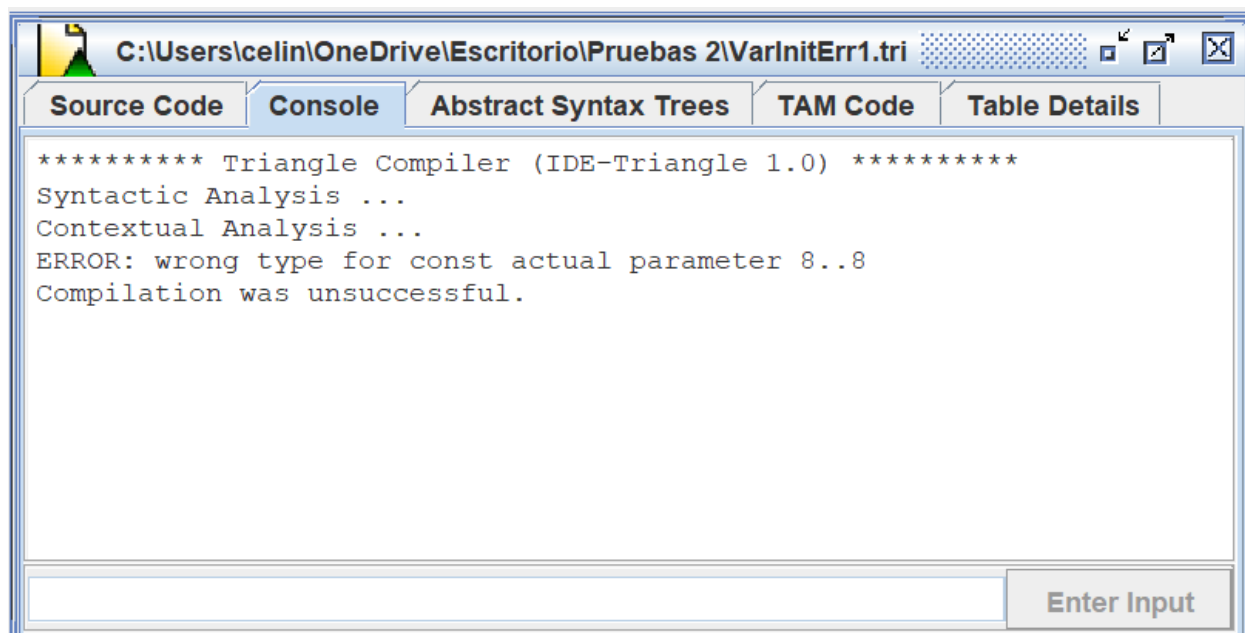 C:\Users\celin\OneDrive\Escritorio\Pruebas 2\VarInitErr1.tri
Source Code Console Abstract Syntax Trees TAM Code Table Details
********** Triangle Compiler (IDE-Triangle 1.0) **********
Syntactic Analysis ...
Contextual Analysis ...
ERROR: wrong type for const actual parameter 8..8
Compilation was unsuccessful.
Enter Input